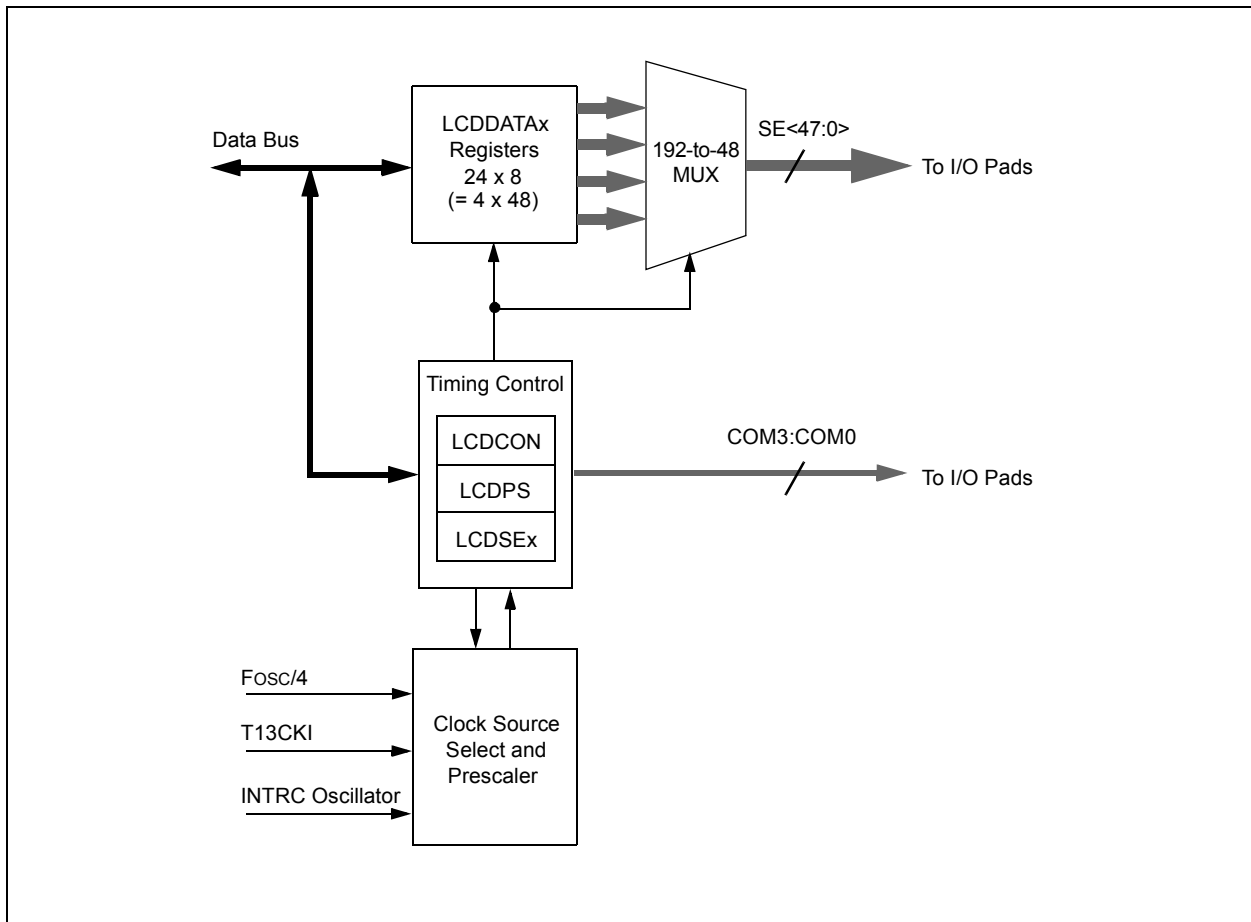 Data Bus
LCDDATAx
Registers
24 x 8
(= 4 x 48)
192-to-48
MUX
SE<47:0>
To I/O Pads
Timing Control
LCDCON
LCDPS
LCDSEx
COM3:COM0
To I/O Pads
FOSC/4
T13CKI
INTRC Oscillator
Clock Source
Select and
Prescaler